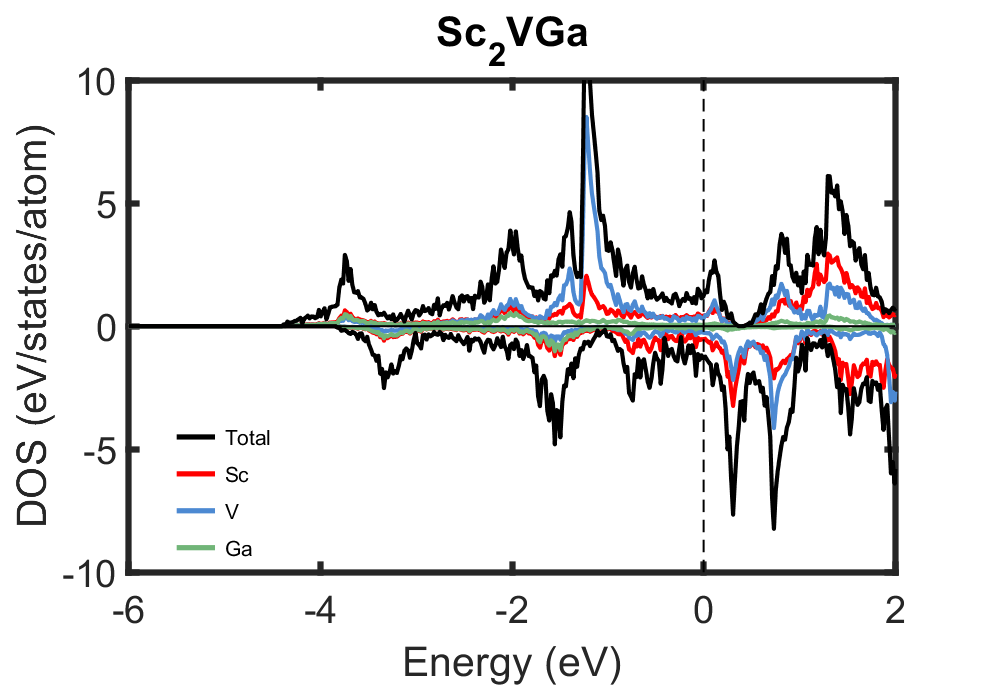 Sc₂VGa
10
5
0
-5
-10
DOS (eV/states/atom)
Total
Sc
V
Ga
-6 -4 -2 0 2
Energy (eV)